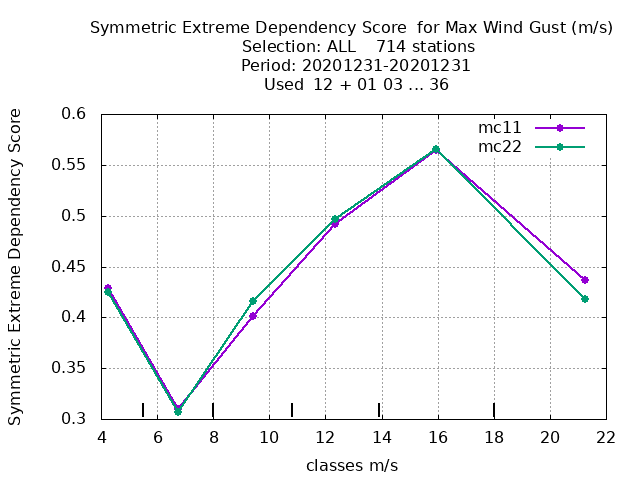 Symmetric Extreme Dependency Score  for Max Wind Gust (m/s)
Selection: ALL    714 stations
Period: 20201231-20201231
Used  12 + 01 03 ... 36
Symmetric Extreme Dependency Score
0.6
0.55
0.5
0.45
0.4
0.35
0.3
mc11
mc22
4 6 8 10 12 14 16 18 20 22
classes m/s